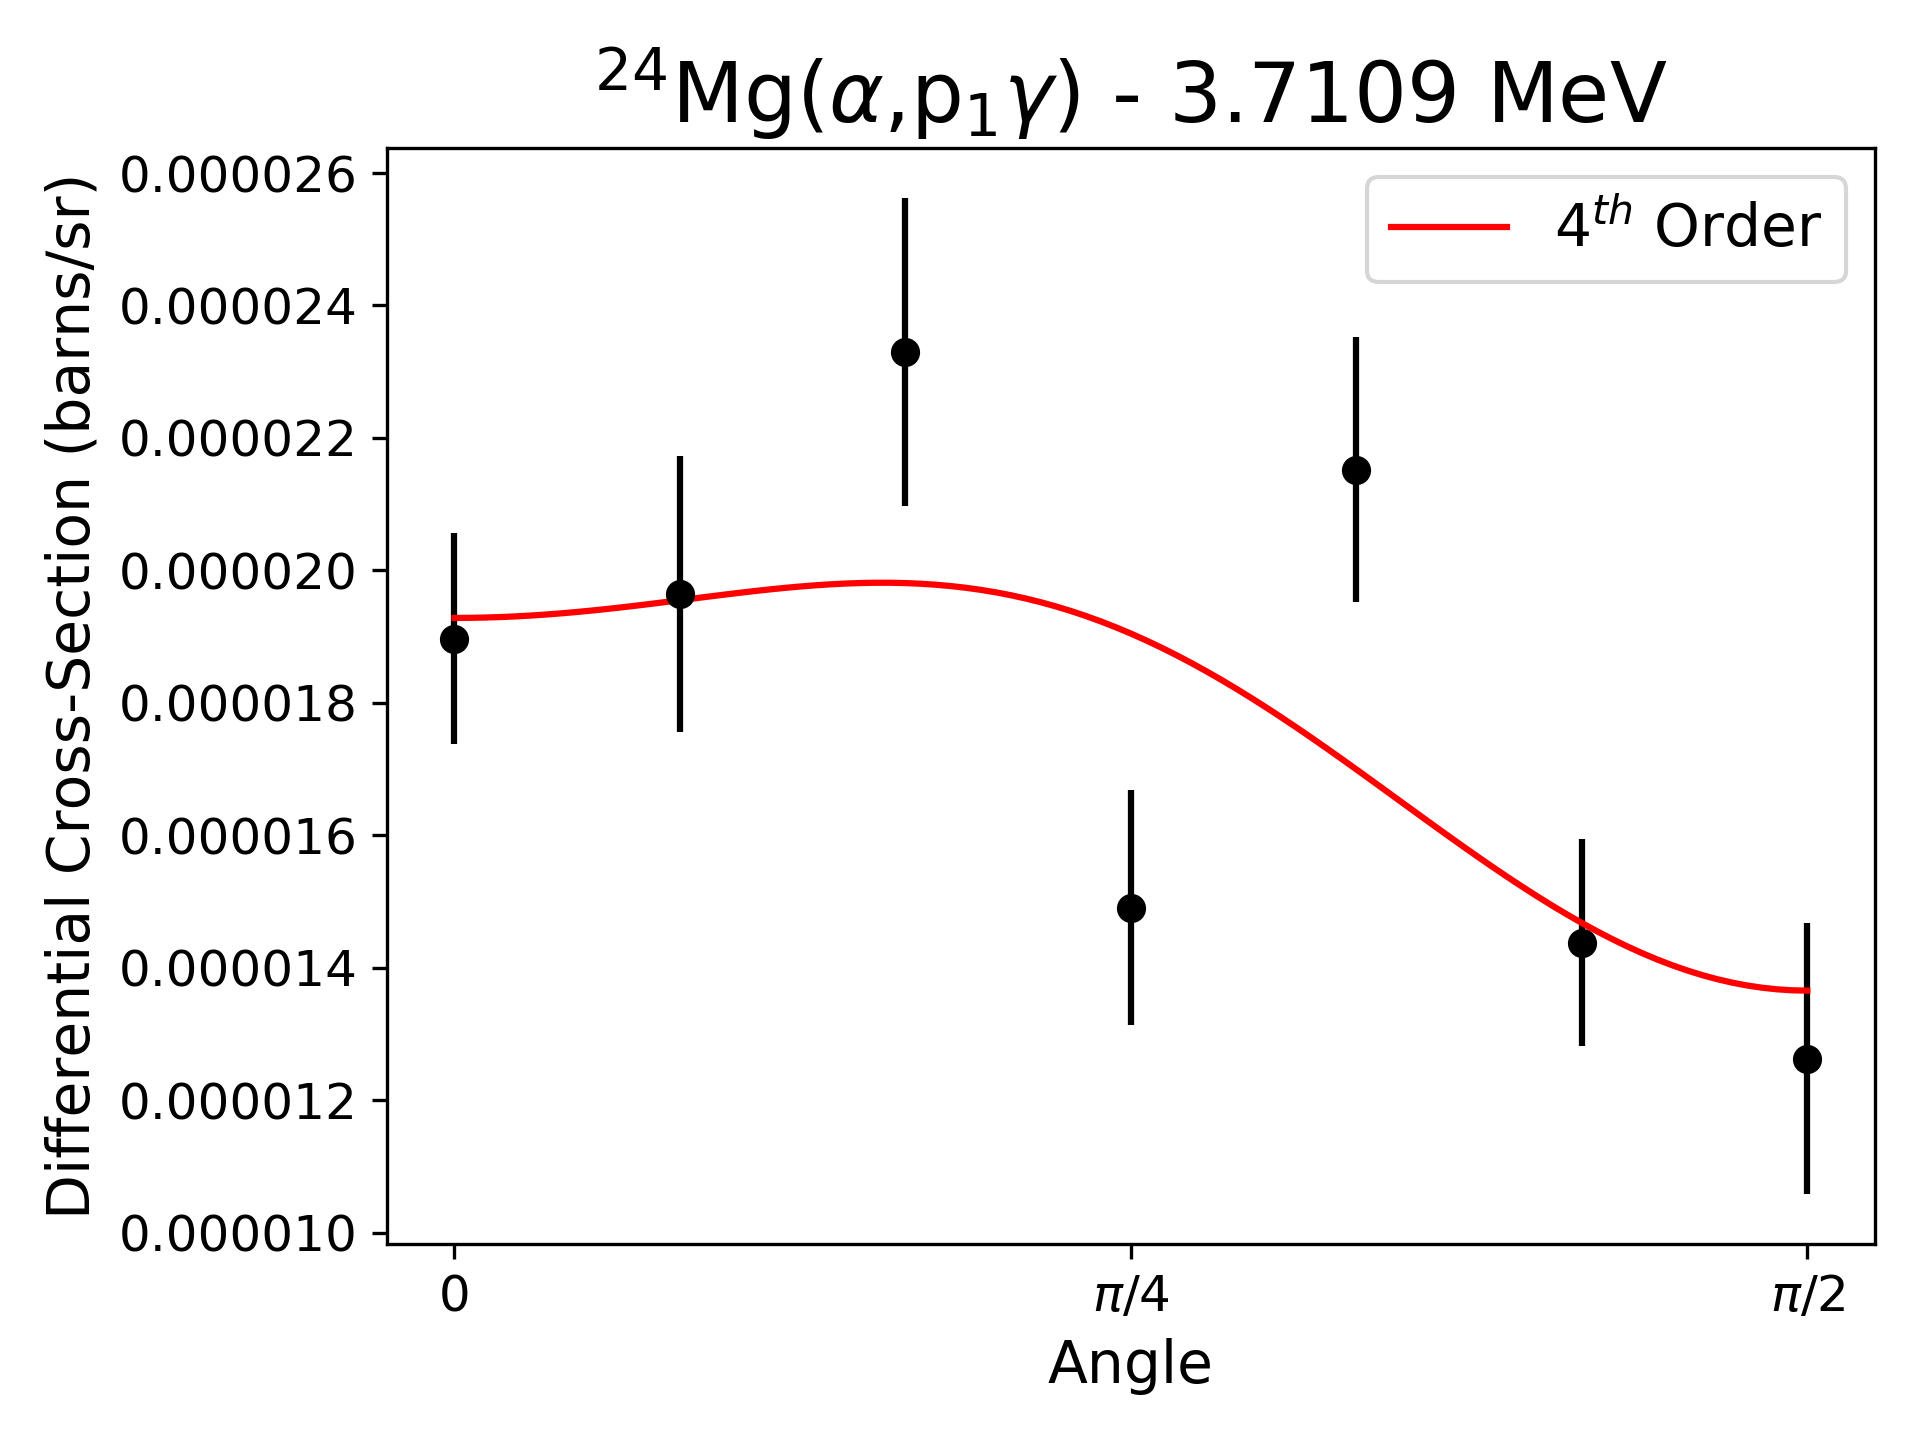 ²⁴Mg(α,p₁γ) - 3.7109 MeV
4ᵗʰ Order
Differential Cross-Section (barns/sr)
0.000026
0.000024
0.000022
0.000020
0.000018
0.000016
0.000014
0.000012
0.000010
0 π/4 π/2
Angle